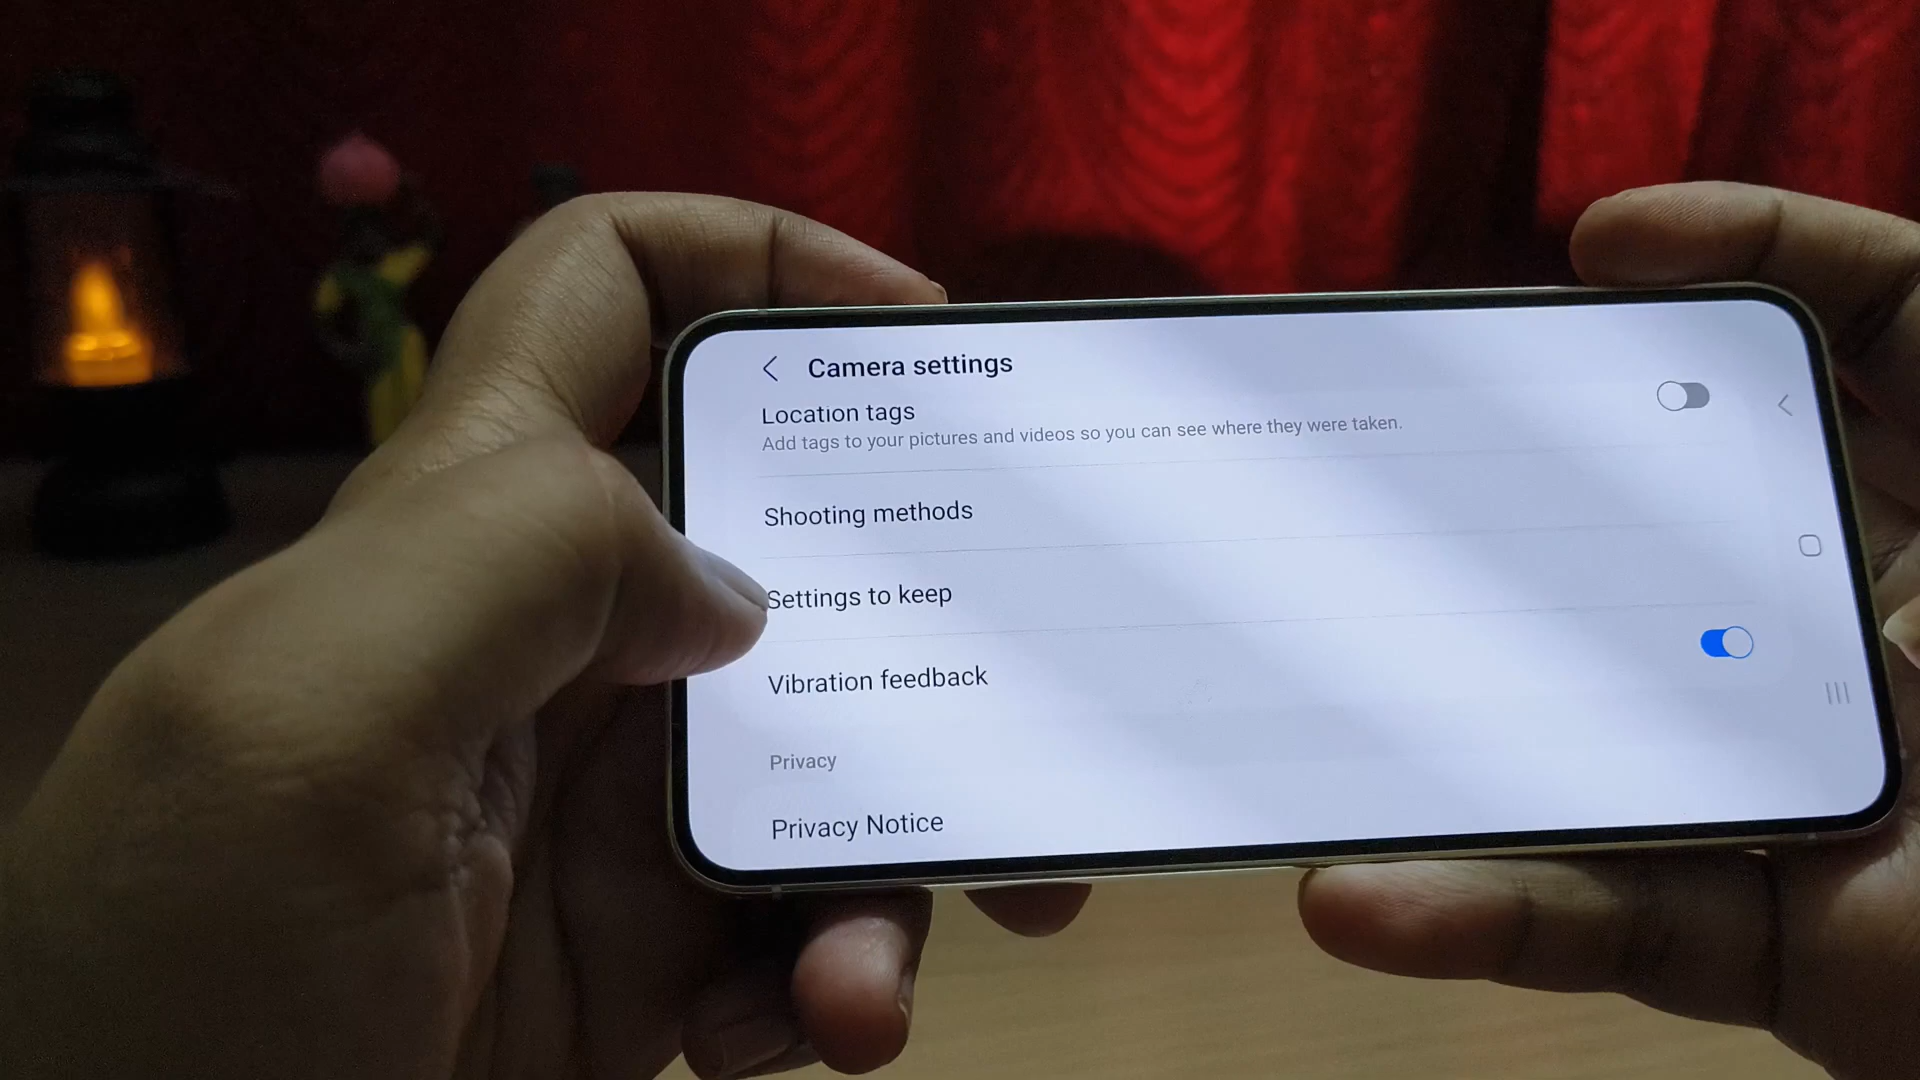 Camera settings
Location tags
Add tags to your pictures and videos so you can see where they were taken.
Shooting methods
Settings to keep
Vibration feedback
Privacy
Privacy Notice